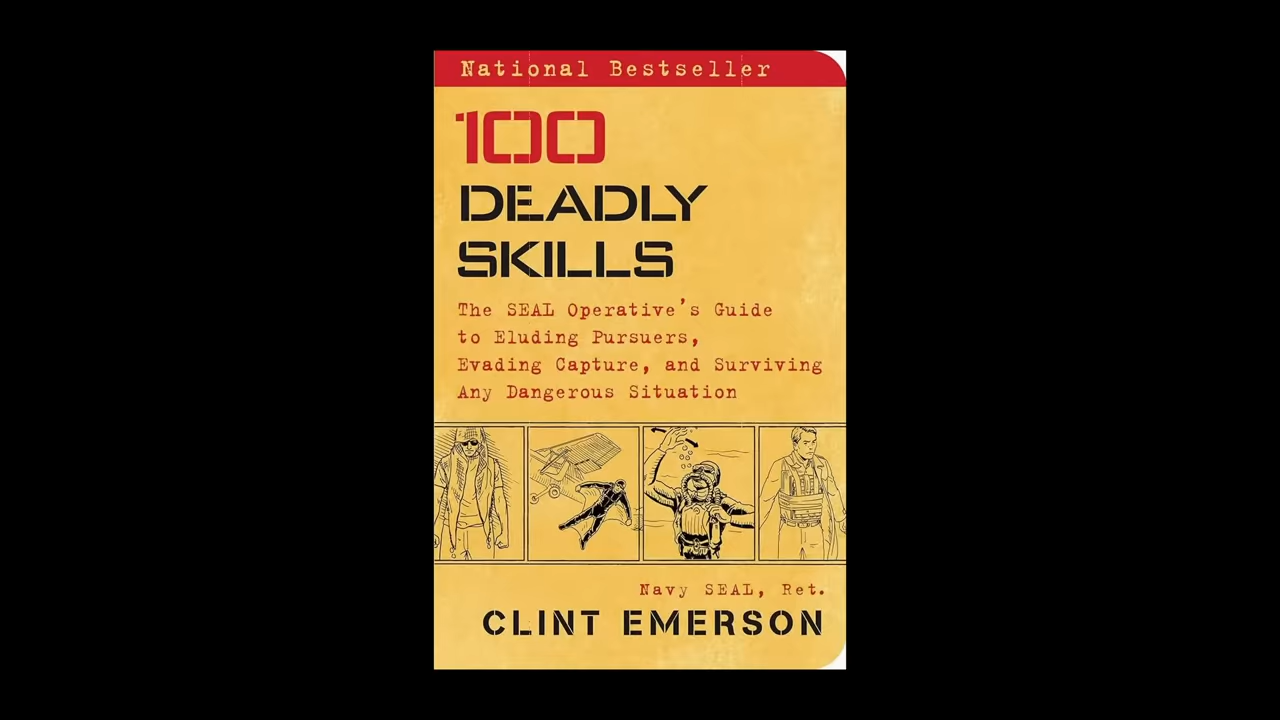 National Bestseller
100
DEADLY
SKILLS
The SEAL Operative's Guide
to Eluding Pursuers,
Evading Capture, and Surviving
Any Dangerous Situation
Navy SEAL, Ret.
CLINT EMERSON